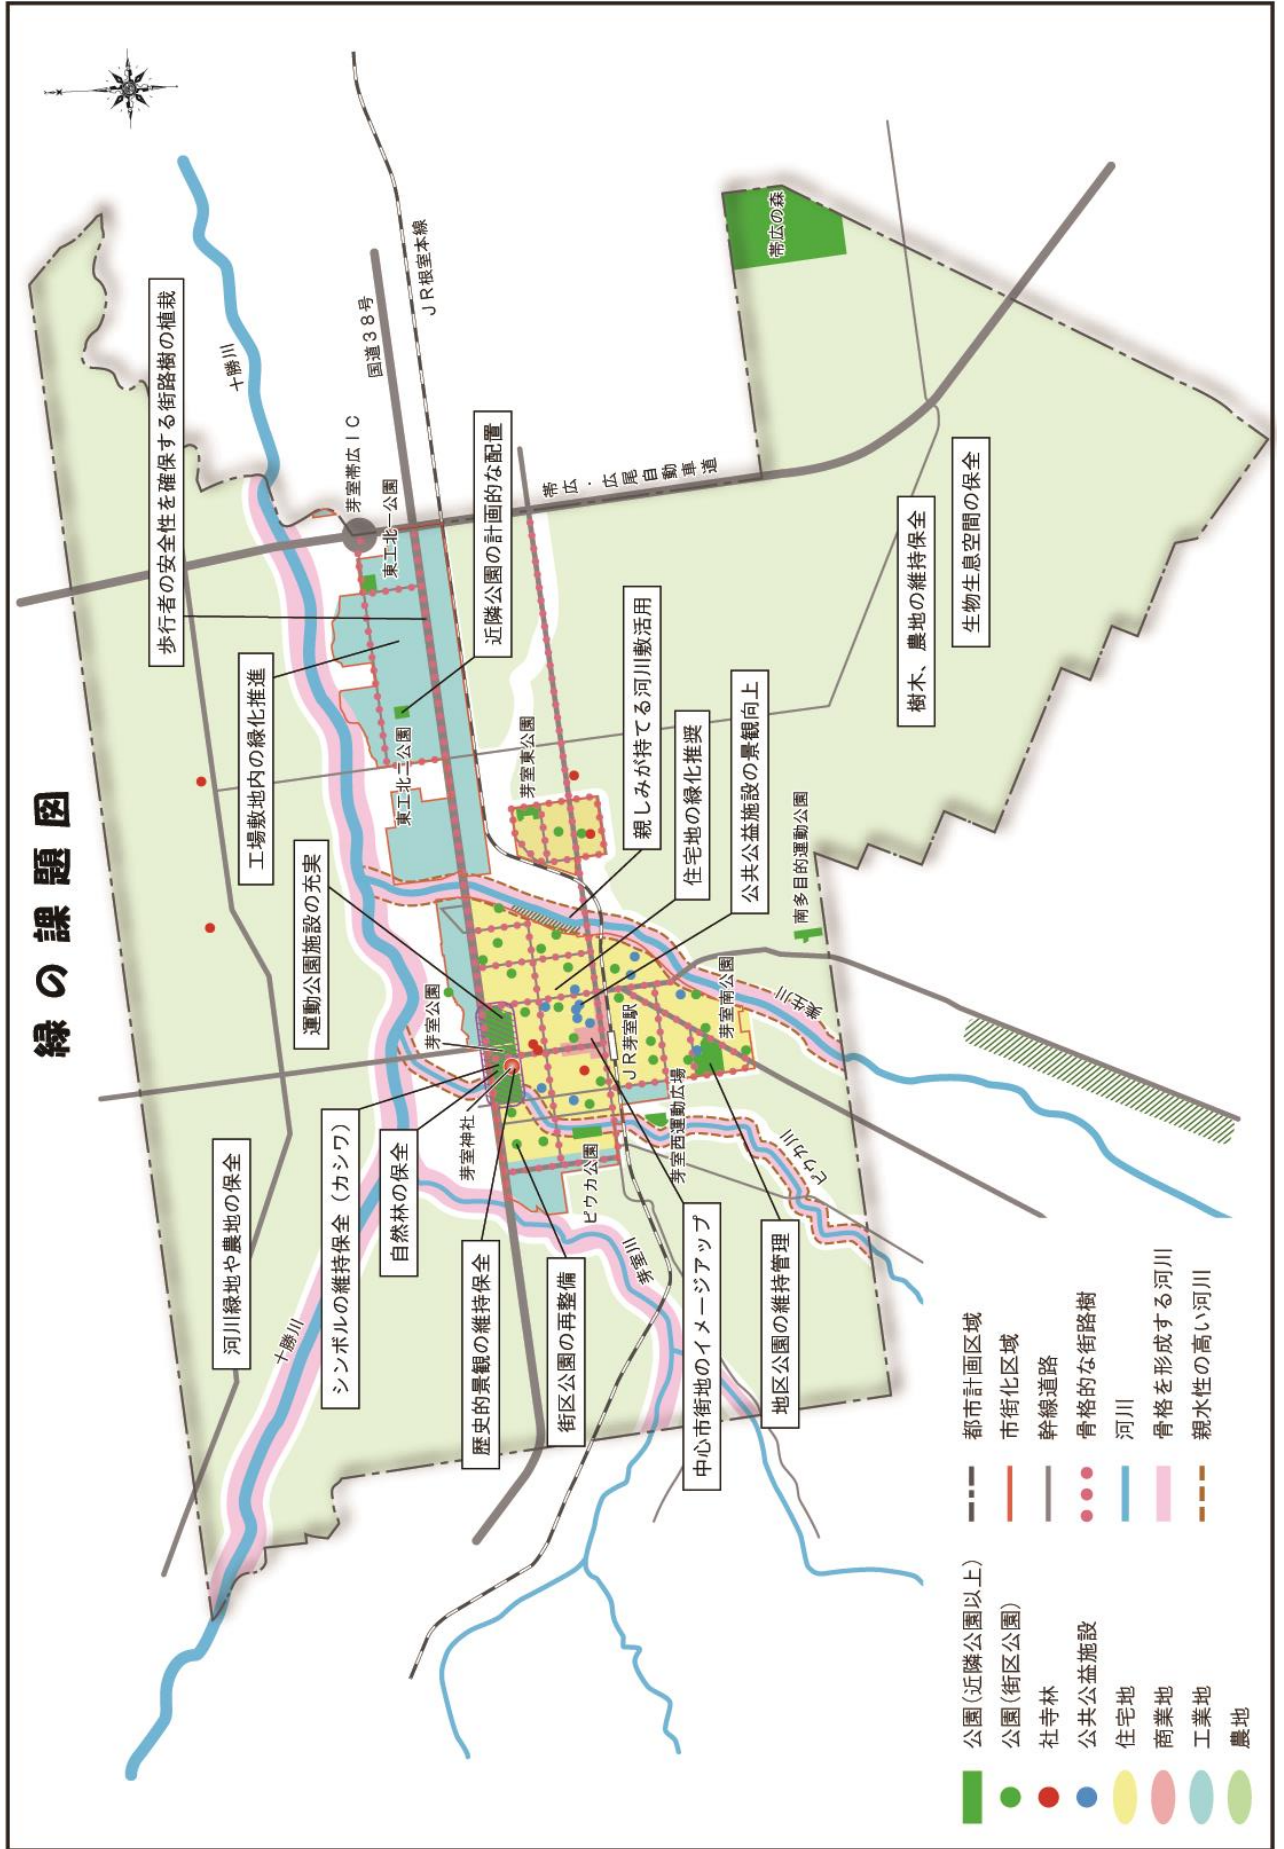 緑の課題図
河川緑地や農地の保全
シンボルの維持保全（カシワ）
自然林の保全
歴史的景観の維持保全
街区公園の再整備
中心市街地のイメージアップ
地区公園の維持管理
運動公園施設の充実
工場敷地内の緑化推進
歩行者の安全性を確保する街路樹の植栽
近隣公園の計画的な配置
親しみが持てる河川敷活用
住宅地の緑化推奨
公共公益施設の景観向上
樹木、農地の維持保全
生物生息空間の保全
十勝川
十勝川
芽室川
ピウカ川
美生川
芽室神社
芽室公園
ピウカ公園
芽室西運動広場
JR芽室駅
芽室南公園
南多目的運動公園
芽室東公園
東工北二公園
東工北一公園
芽室帯広IC
国道38号
JR根室本線
帯広・広尾自動車道
帯広の森
公園(近隣公園以上)
公園(街区公園)
社寺林
公共公益施設
住宅地
商業地
工業地
農地
都市計画区域
市街化区域
幹線道路
骨格的な街路樹
河川
骨格を形成する河川
親水性の高い河川